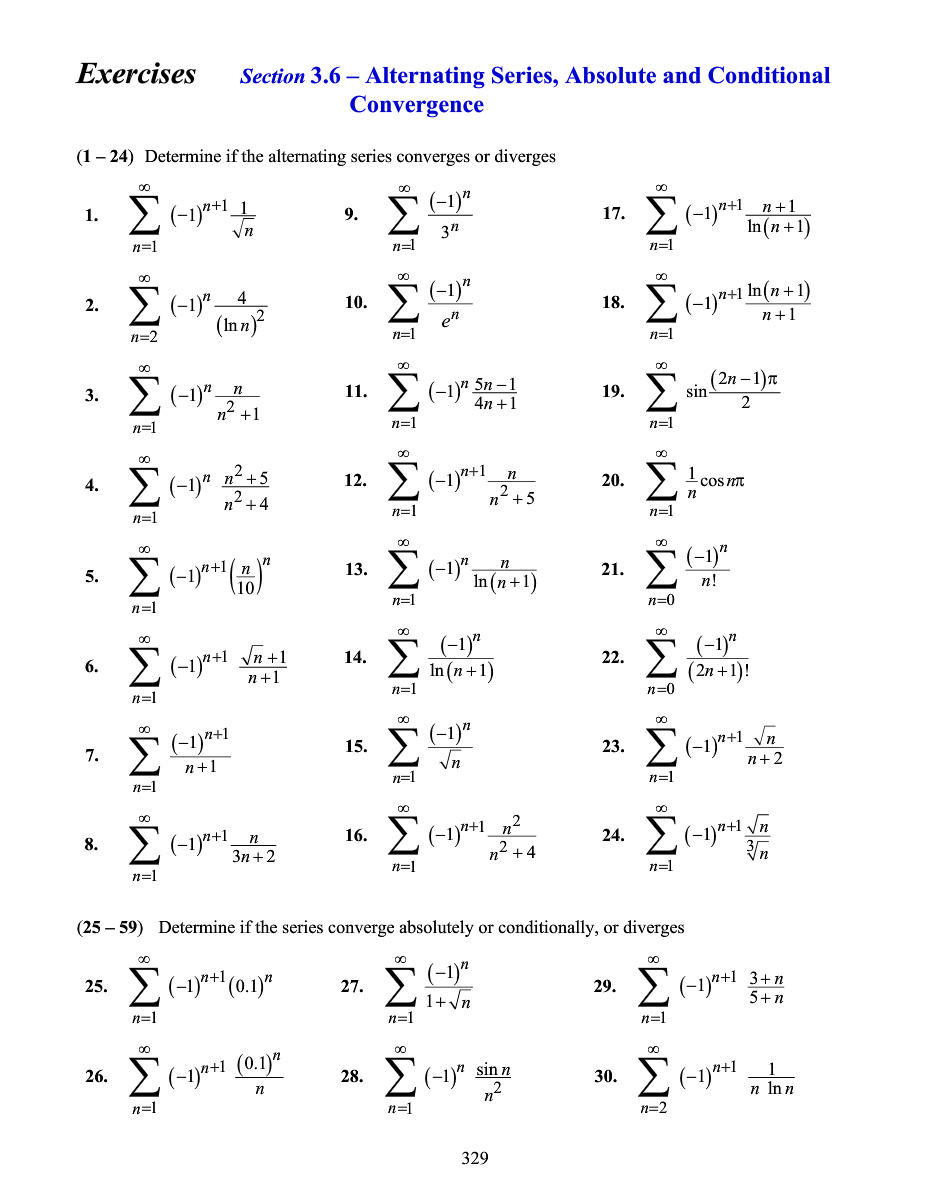 Exercises Section 3.6 – Alternating Series, Absolute and Conditional
Convergence
(1 – 24) Determine if the alternating series converges or diverges
1. $\sum_{n=1}^{\infty} (-1)^{n+1} \frac{1}{\sqrt{n}}$
2. $\sum_{n=2}^{\infty} (-1)^{n} \frac{4}{(\ln n)^2}$
3. $\sum_{n=1}^{\infty} (-1)^{n} \frac{n}{n^2+1}$
4. $\sum_{n=1}^{\infty} (-1)^{n} \frac{n^2+5}{n^2+4}$
5. $\sum_{n=1}^{\infty} (-1)^{n+1} \left(\frac{n}{10}\right)^n$
6. $\sum_{n=1}^{\infty} (-1)^{n+1} \frac{\sqrt{n}+1}{n+1}$
7. $\sum_{n=1}^{\infty} \frac{(-1)^{n+1}}{n+1}$
8. $\sum_{n=1}^{\infty} (-1)^{n+1} \frac{n}{3n+2}$
9. $\sum_{n=1}^{\infty} \frac{(-1)^n}{3^n}$
10. $\sum_{n=1}^{\infty} \frac{(-1)^n}{e^n}$
11. $\sum_{n=1}^{\infty} (-1)^n \frac{5n-1}{4n+1}$
12. $\sum_{n=1}^{\infty} (-1)^{n+1} \frac{n}{n^2+5}$
13. $\sum_{n=1}^{\infty} (-1)^n \frac{n}{\ln(n+1)}$
14. $\sum_{n=1}^{\infty} \frac{(-1)^n}{\ln(n+1)}$
15. $\sum_{n=1}^{\infty} \frac{(-1)^n}{\sqrt{n}}$
16. $\sum_{n=1}^{\infty} (-1)^{n+1} \frac{n^2}{n^2+4}$
17. $\sum_{n=1}^{\infty} (-1)^{n+1} \frac{n+1}{\ln(n+1)}$
18. $\sum_{n=1}^{\infty} (-1)^{n+1} \frac{\ln(n+1)}{n+1}$
19. $\sum_{n=1}^{\infty} \sin \frac{(2n-1)\pi}{2}$
20. $\sum_{n=1}^{\infty} \frac{1}{n} \cos n\pi$
21. $\sum_{n=0}^{\infty} \frac{(-1)^n}{n!}$
22. $\sum_{n=0}^{\infty} \frac{(-1)^n}{(2n+1)!}$
23. $\sum_{n=1}^{\infty} (-1)^{n+1} \frac{\sqrt{n}}{n+2}$
24. $\sum_{n=1}^{\infty} (-1)^{n+1} \frac{\sqrt{n}}{\sqrt[3]{n}}$
(25 – 59) Determine if the series converge absolutely or conditionally, or diverges
25. $\sum_{n=1}^{\infty} (-1)^{n+1} (0.1)^n$
26. $\sum_{n=1}^{\infty} (-1)^{n+1} \frac{(0.1)^n}{n}$
27. $\sum_{n=1}^{\infty} \frac{(-1)^n}{1+\sqrt{n}}$
28. $\sum_{n=1}^{\infty} (-1)^n \frac{\sin n}{n^2}$
29. $\sum_{n=1}^{\infty} (-1)^{n+1} \frac{3+n}{5+n}$
30. $\sum_{n=2}^{\infty} (-1)^{n+1} \frac{1}{n \ln n}$
329